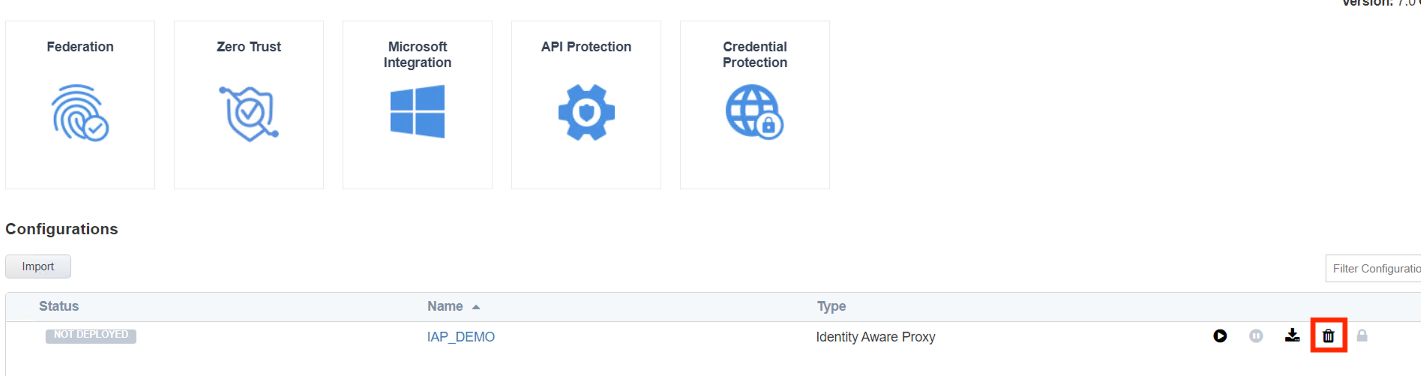 Version: 7.0
Federation
Zero Trust
Microsoft
Integration
API Protection
Credential
Protection
Configurations
Import
Filter Configuratio
Status
Name
Type
NOT DEPLOYED
IAP_DEMO
Identity Aware Proxy